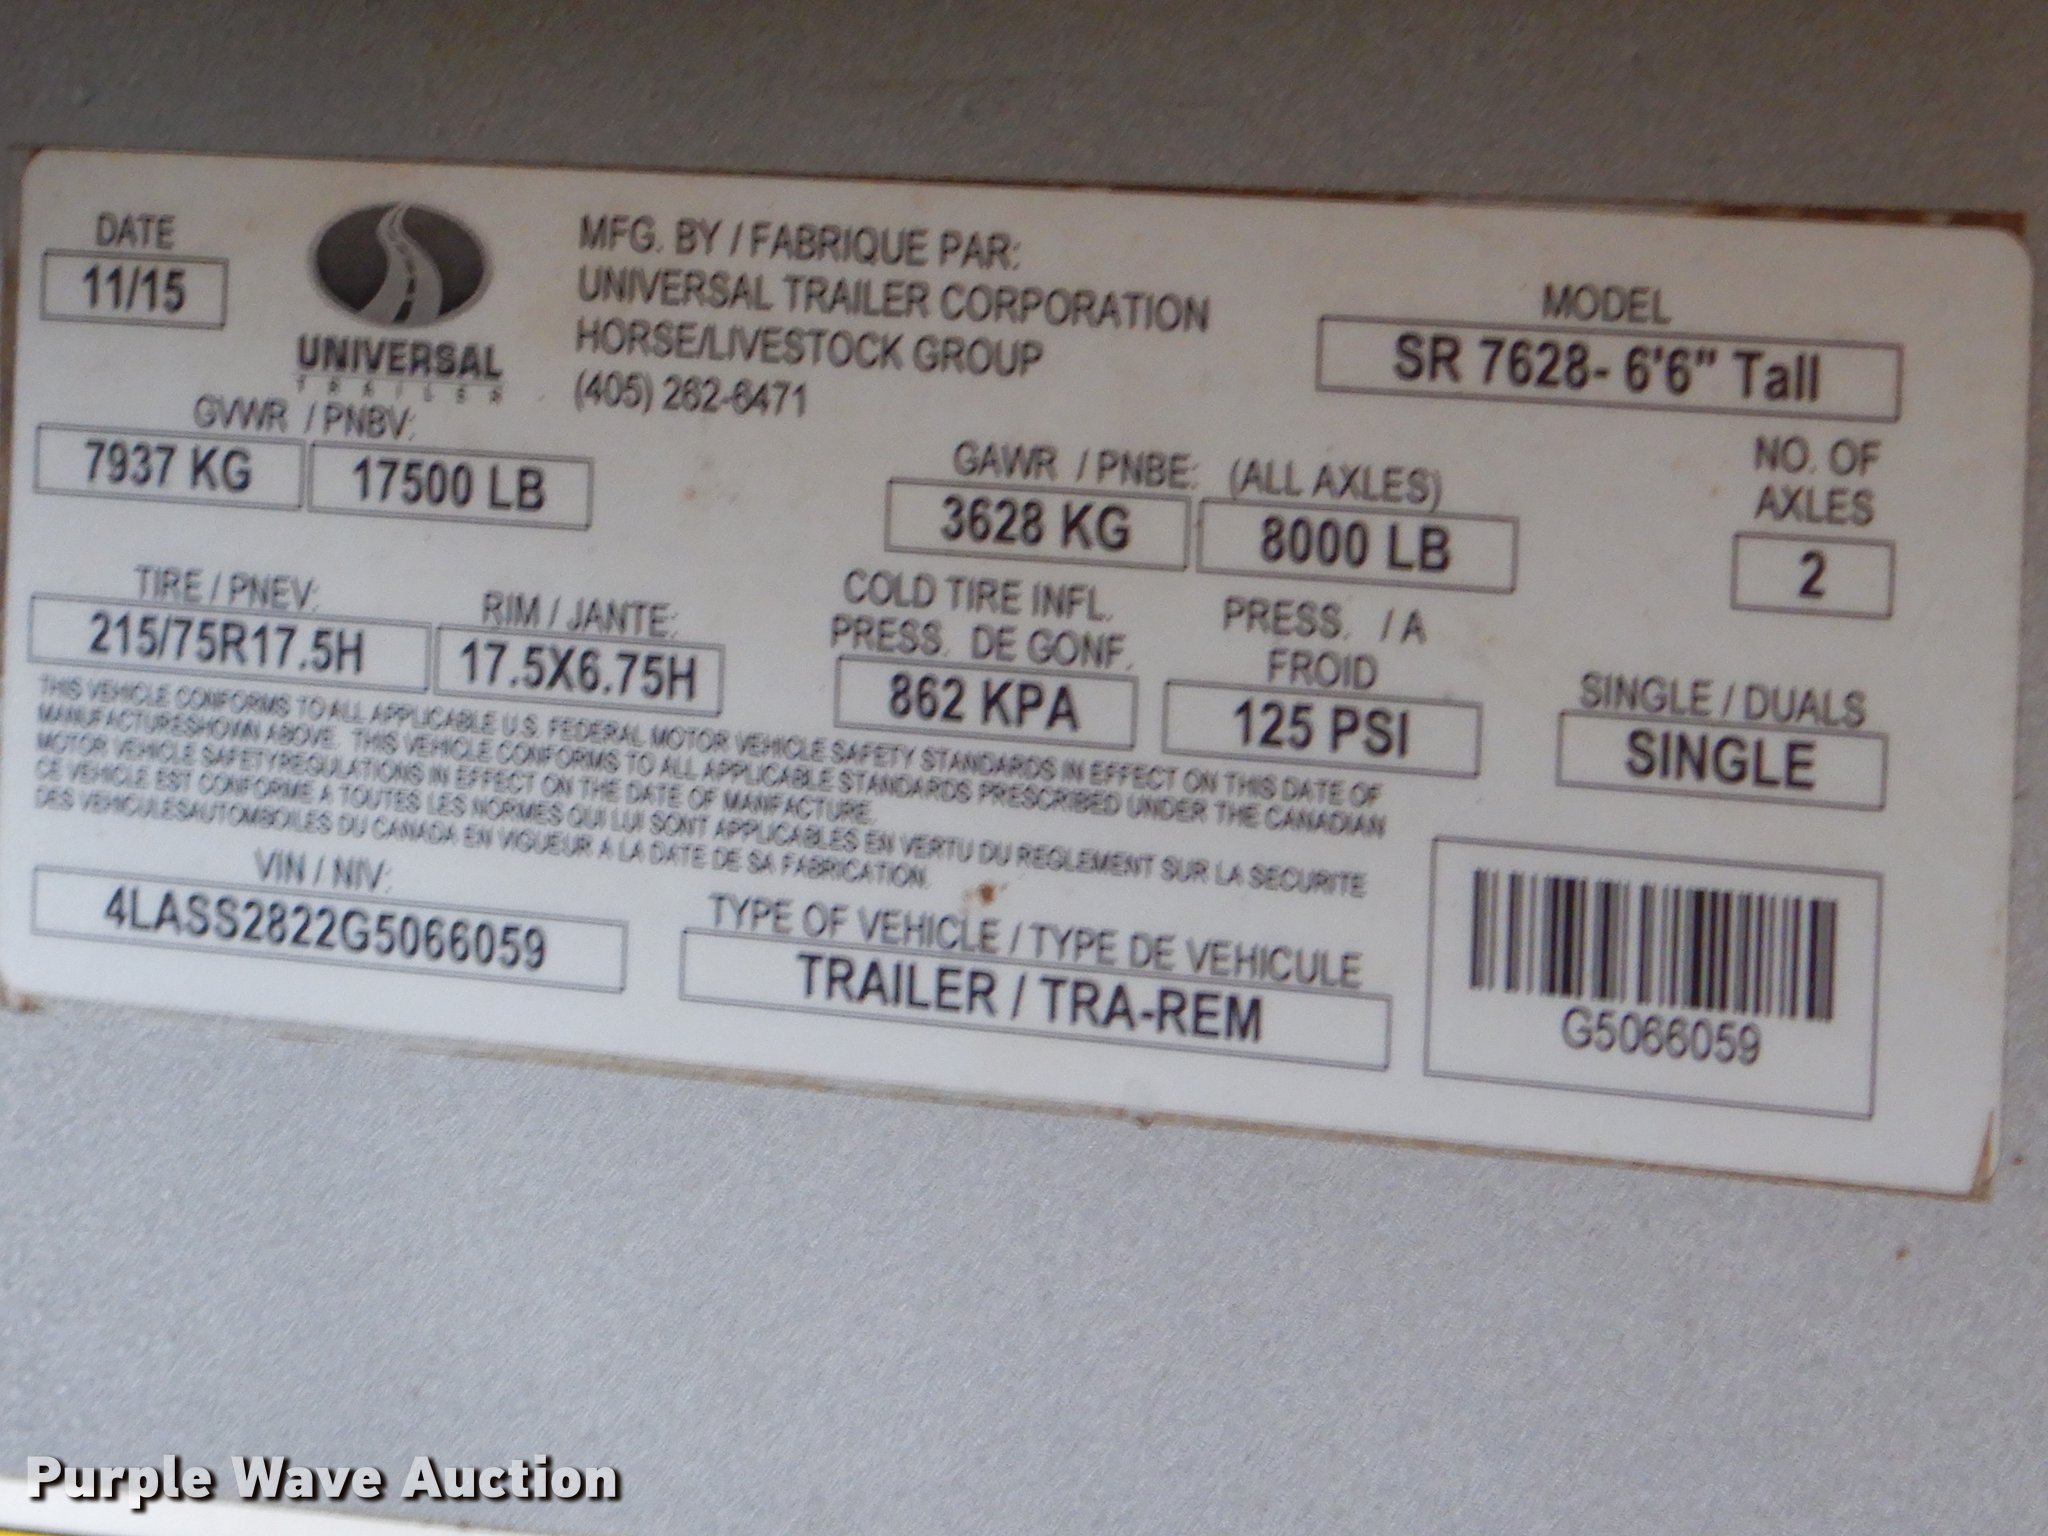 DATE
11/15
UNIVERSAL
TRAILER
MFG. BY / FABRIQUE PAR:
UNIVERSAL TRAILER CORPORATION
HORSE/LIVESTOCK GROUP
(405) 262-6471
MODEL
SR 7628- 6'6" Tall
GVWR / PNBV:
7937 KG 17500 LB
GAWR / PNBE: (ALL AXLES)
3628 KG 8000 LB
NO. OF
AXLES
2
TIRE / PNEV:
215/75R17.5H
RIM / JANTE:
17.5X6.75H
COLD TIRE INFL.
PRESS. DE GONF.
862 KPA
PRESS. / A
FROID
125 PSI
SINGLE / DUALS
SINGLE
THIS VEHICLE CONFORMS TO ALL APPLICABLE U.S. FEDERAL MOTOR VEHICLE SAFETY STANDARDS IN EFFECT ON THIS DATE OF
MANUFACTURESHOWN ABOVE. THIS VEHICLE CONFORMS TO ALL APPLICABLE STANDARDS PRESCRIBED UNDER THE CANADIAN
MOTOR VEHICLE SAFETYREGULATIONS IN EFFECT ON THE DATE OF MANFACTURE.
CE VEHICLE EST CONFORME A TOUTES LES NORMES QUI LUI SONT APPLICABLES EN VERTU DU REGLEMENT SUR LA SECURITE
DES VEHICULESAUTOMBOILES DU CANADA EN VIGUEUR A LA DATE DE SA FABRICATION.
VIN / NIV:
4LASS2822G5066059
TYPE OF VEHICLE / TYPE DE VEHICULE
TRAILER / TRA-REM
G5066059
Purple Wave Auction